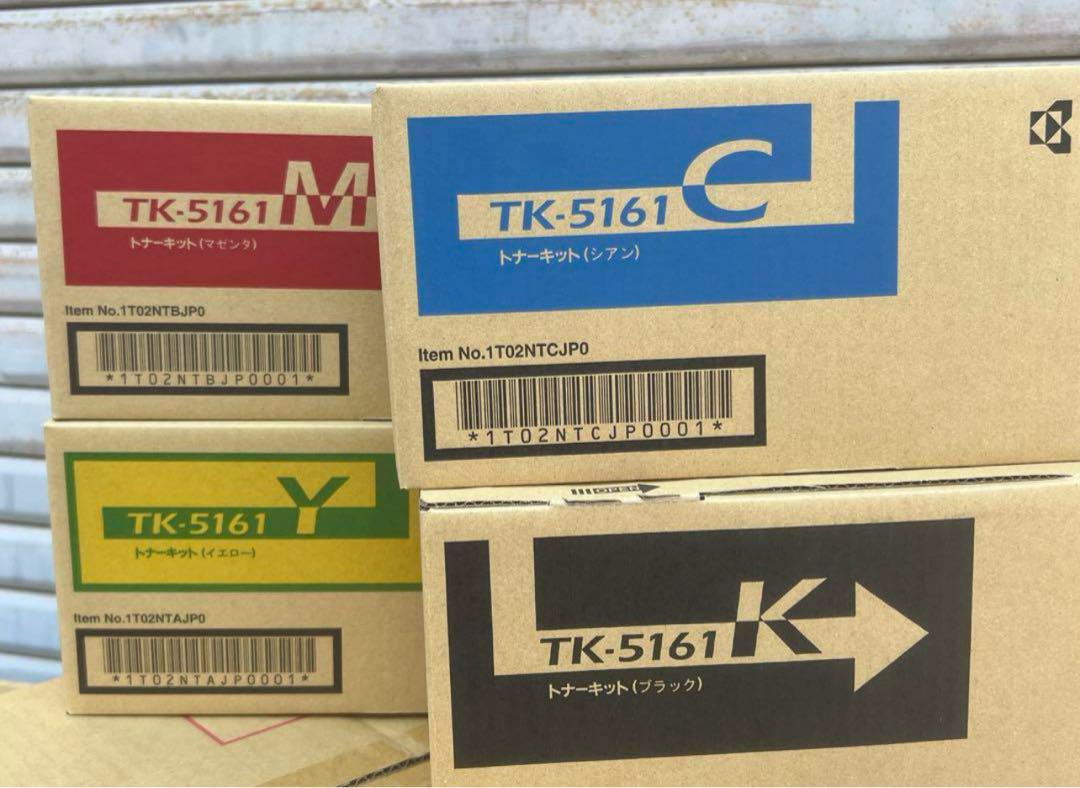 TK-5161 M
トナーキット(マゼンタ)
Item No.1T02NTBJP0
*1T02NTBJP0001*
TK-5161 C
トナーキット(シアン)
Item No.1T02NTCJP0
*1T02NTCJP0001*
TK-5161 Y
トナーキット(イエロー)
Item No.1T02NTAJP0
*1T02NTAJP0001*
OPEN
TK-5161 K
トナーキット(ブラック)